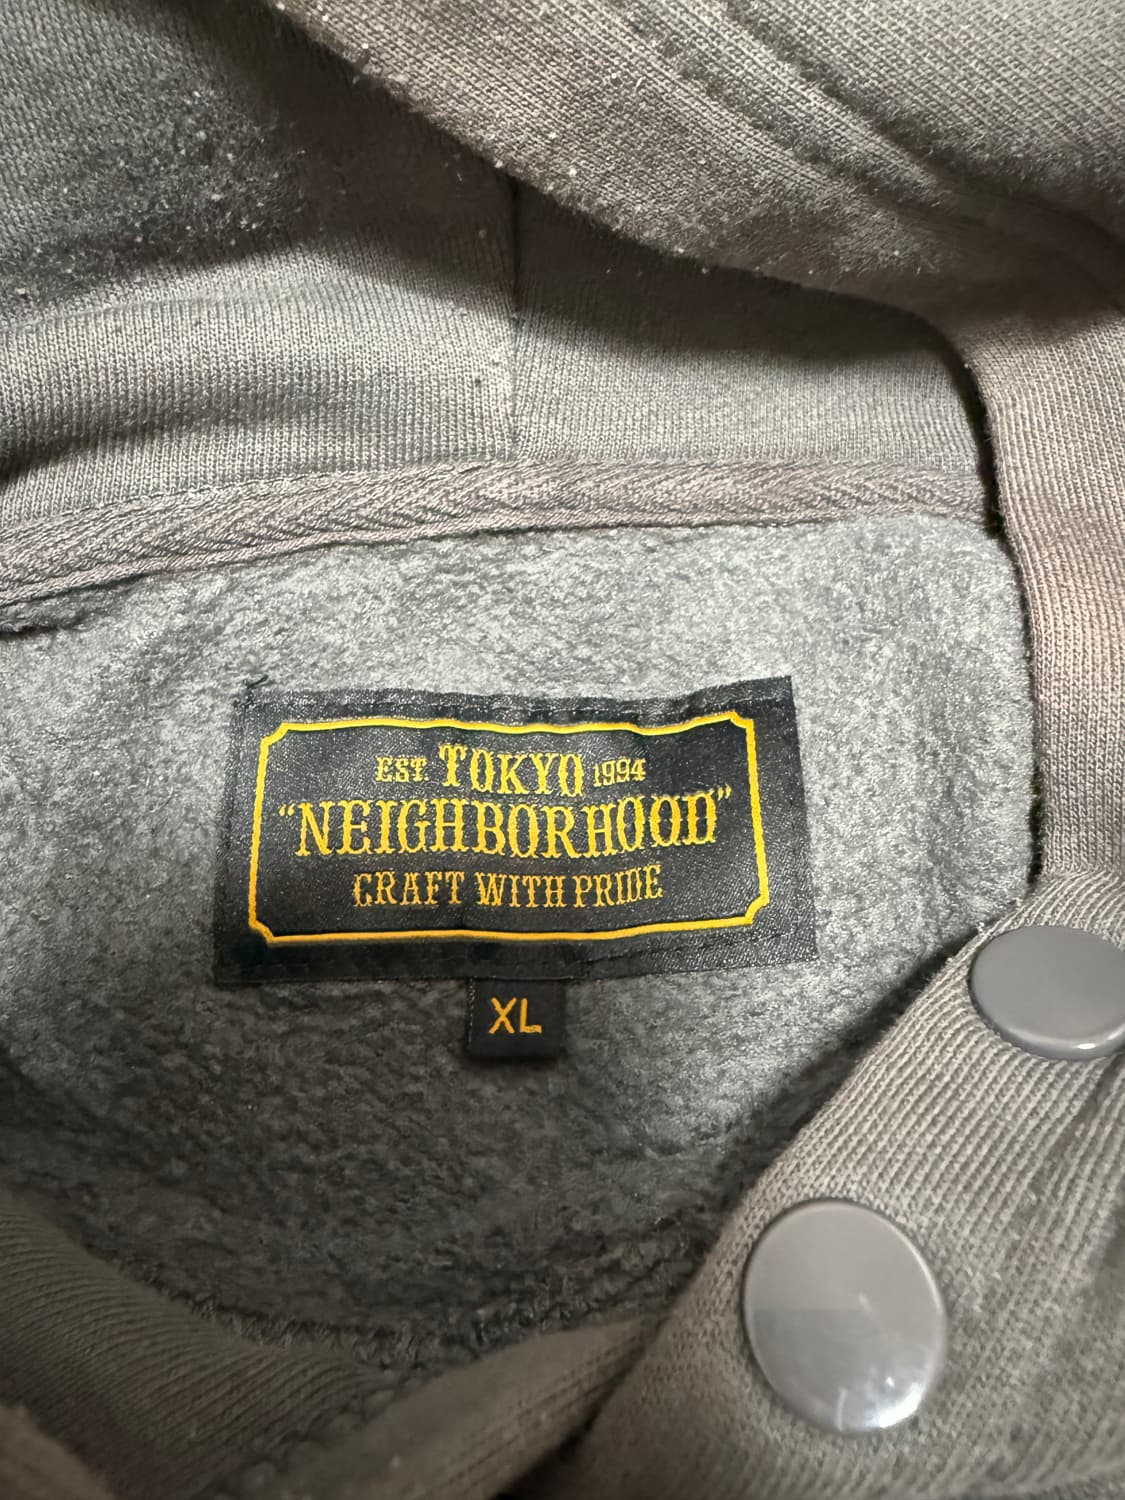 EST. TOKYO 1994
"NEIGHBORHOOD"
CRAFT WITH PRIDE
XL